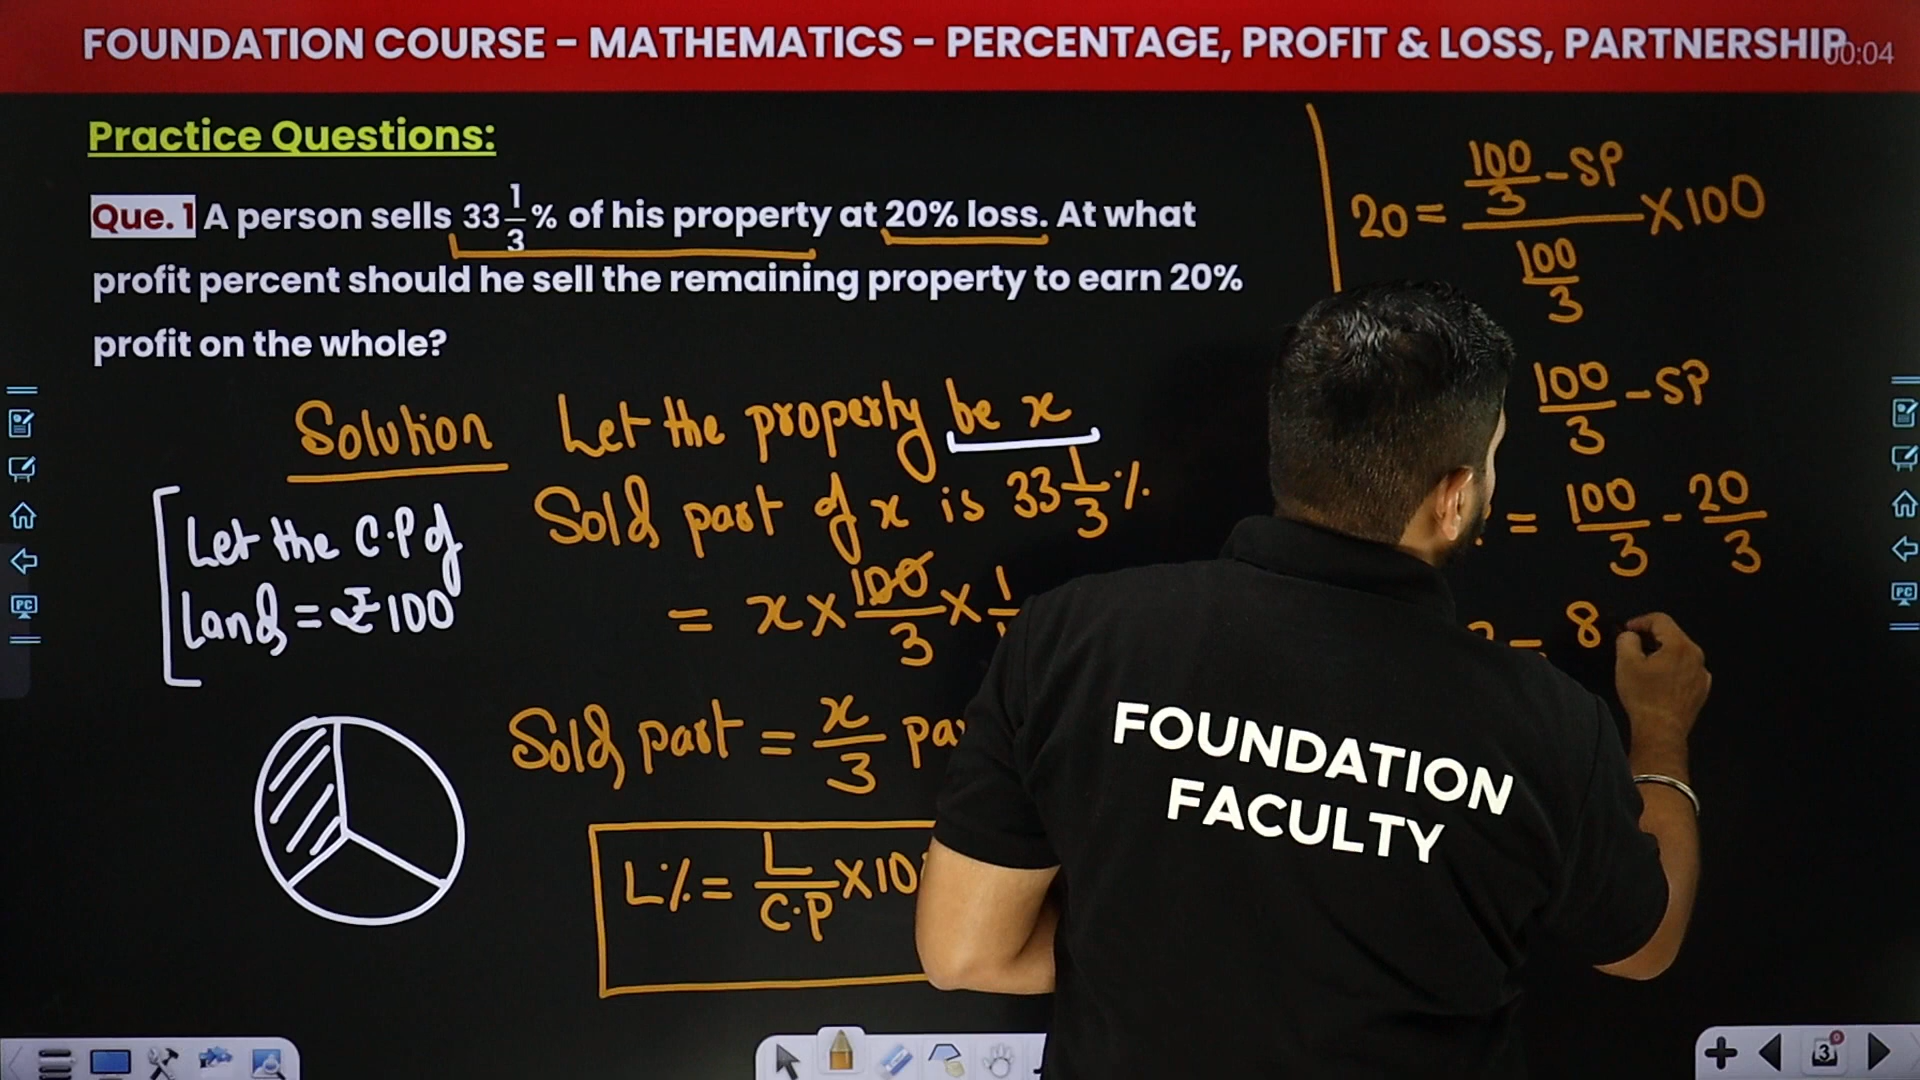 FOUNDATION COURSE - MATHEMATICS - PERCENTAGE, PROFIT & LOSS, PARTNERSHIP
00:04
Practice Questions:
Que. 1 A person sells 33 1/3 % of his property at 20% loss. At what
profit percent should he sell the remaining property to earn 20%
profit on the whole?
Solution Let the property be x
Sold part of x is 33 1/3 %
= x × 100/3 × 1/
Sold part = x/3
L% = L/C.P × 10
Let the C.P of
Land = ₹ 100
20 = (100/3 - SP)/(100/3) × 100
100/3 - SP
= 100/3 - 20/3
= 8
FOUNDATION
FACULTY
PC
PC
3